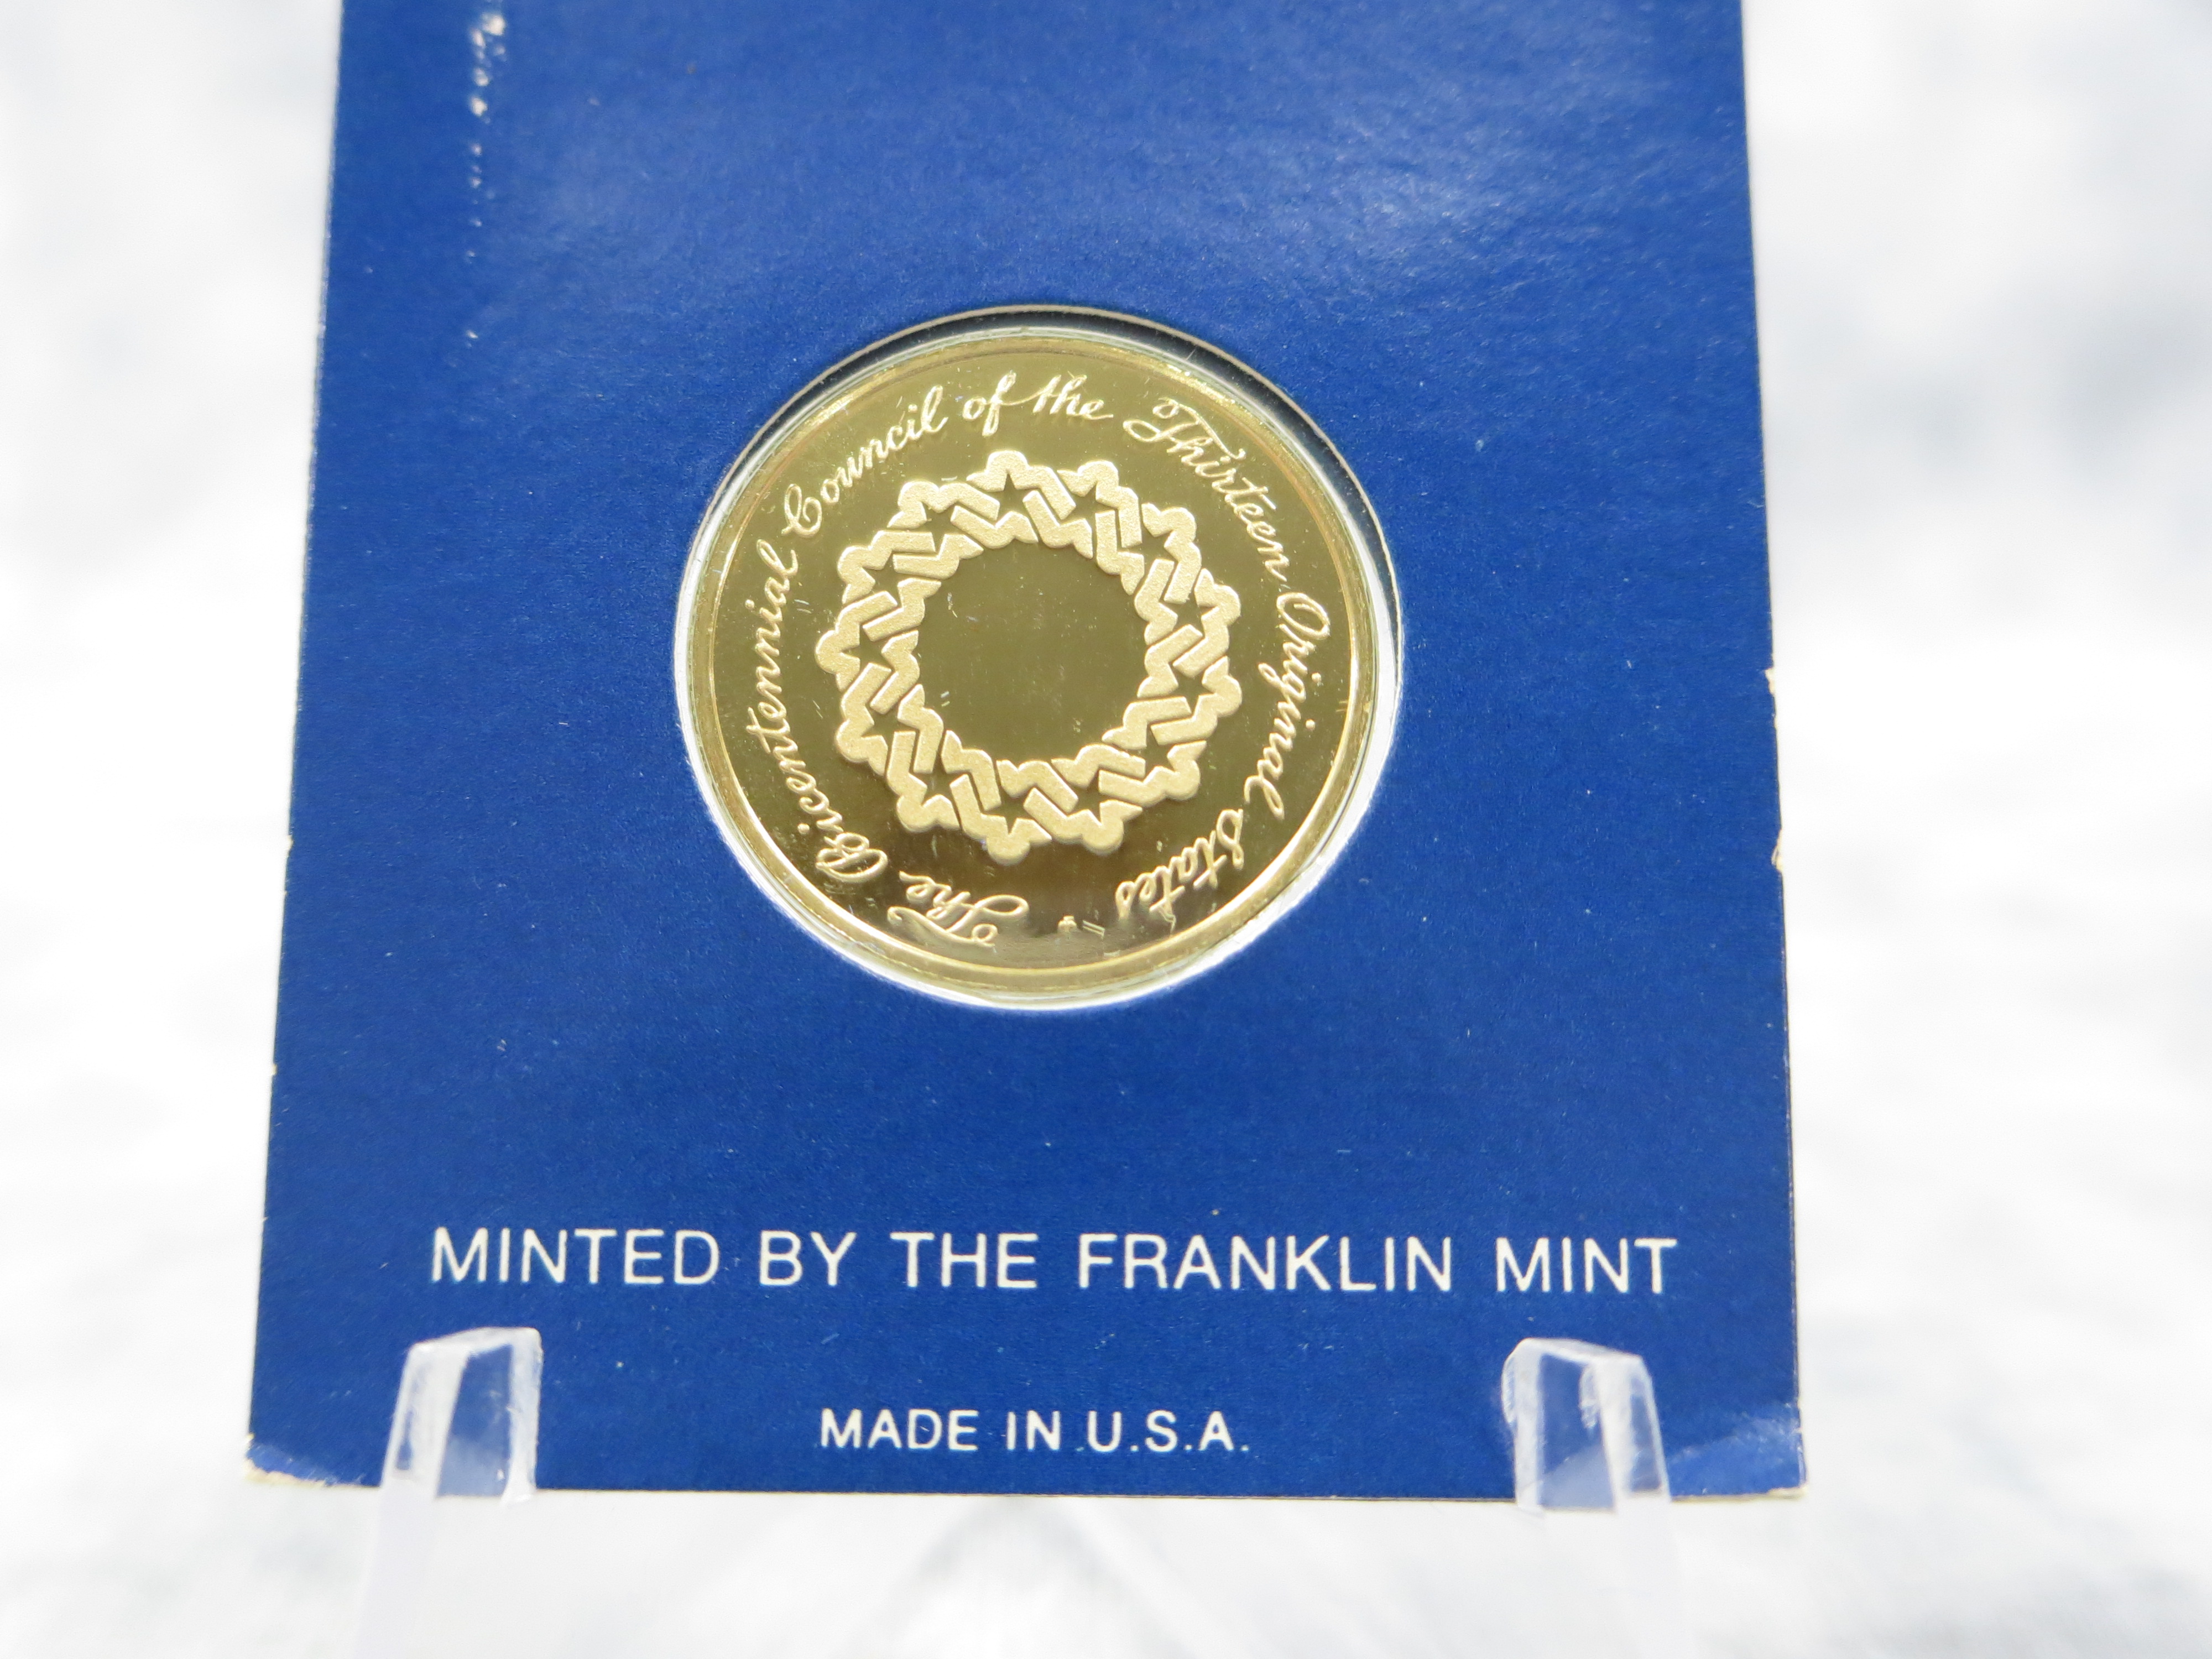 The Bicentennial Council of the Thirteen Original States
MINTED BY THE FRANKLIN MINT
MADE IN U.S.A.